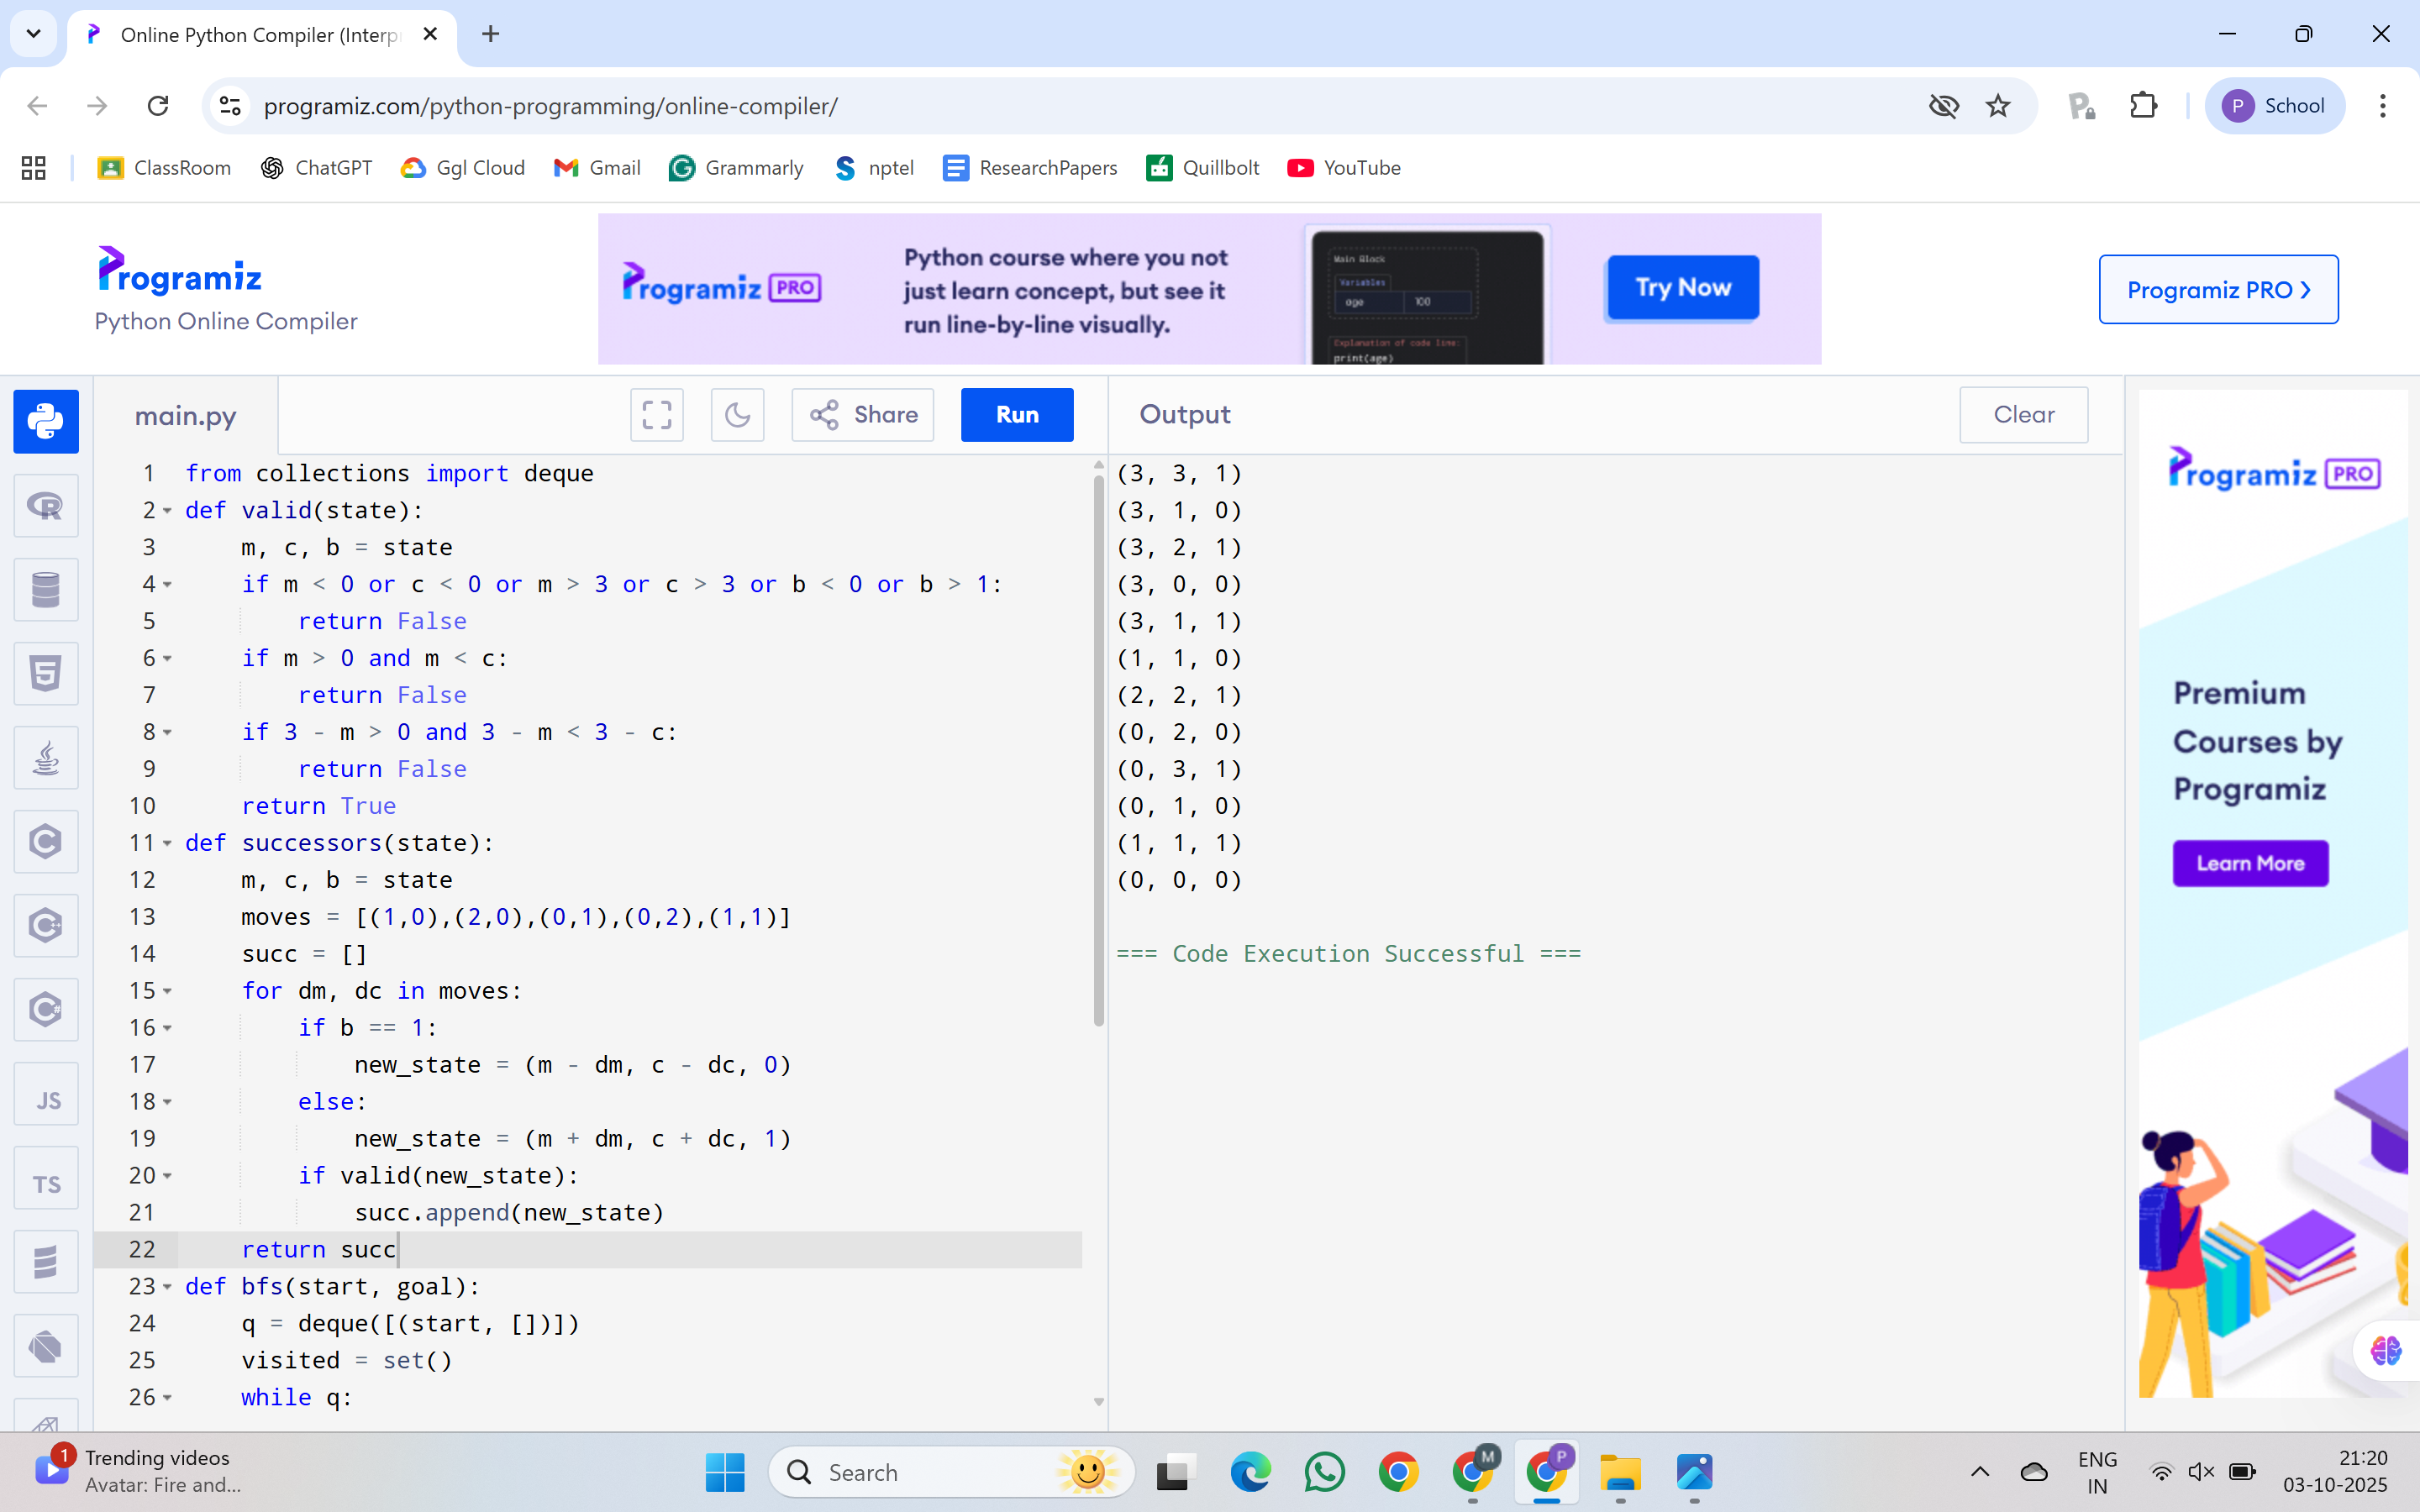 Online Python Compiler (Interp
programiz.com/python-programming/online-compiler/
P School
ClassRoom ChatGPT Ggl Cloud Gmail Grammarly nptel ResearchPapers Quillbolt YouTube
Programiz
Python Online Compiler
Programiz PRO
Python course where you not
just learn concept, but see it
run line-by-line visually.
Main Block
Variables
age 100
Explanation of code line:
print(age)
Try Now
Programiz PRO ›
main.py
Share
Run
1 from collections import deque
2 def valid(state):
3 m, c, b = state
4 if m < 0 or c < 0 or m > 3 or c > 3 or b < 0 or b > 1:
5 return False
6 if m > 0 and m < c:
7 return False
8 if 3 - m > 0 and 3 - m < 3 - c:
9 return False
10 return True
11 def successors(state):
12 m, c, b = state
13 moves = [(1,0),(2,0),(0,1),(0,2),(1,1)]
14 succ = []
15 for dm, dc in moves:
16 if b == 1:
17 new_state = (m - dm, c - dc, 0)
18 else:
19 new_state = (m + dm, c + dc, 1)
20 if valid(new_state):
21 succ.append(new_state)
22 return succ
23 def bfs(start, goal):
24 q = deque([(start, [])])
25 visited = set()
26 while q:
Output
Clear
(3, 3, 1)
(3, 1, 0)
(3, 2, 1)
(3, 0, 0)
(3, 1, 1)
(1, 1, 0)
(2, 2, 1)
(0, 2, 0)
(0, 3, 1)
(0, 1, 0)
(1, 1, 1)
(0, 0, 0)
=== Code Execution Successful ===
Programiz PRO
Premium
Courses by
Programiz
Learn More
R
5
C
C
C
JS
TS
1
Trending videos
Avatar: Fire and...
Search
M
P
ENG
IN
21:20
03-10-2025